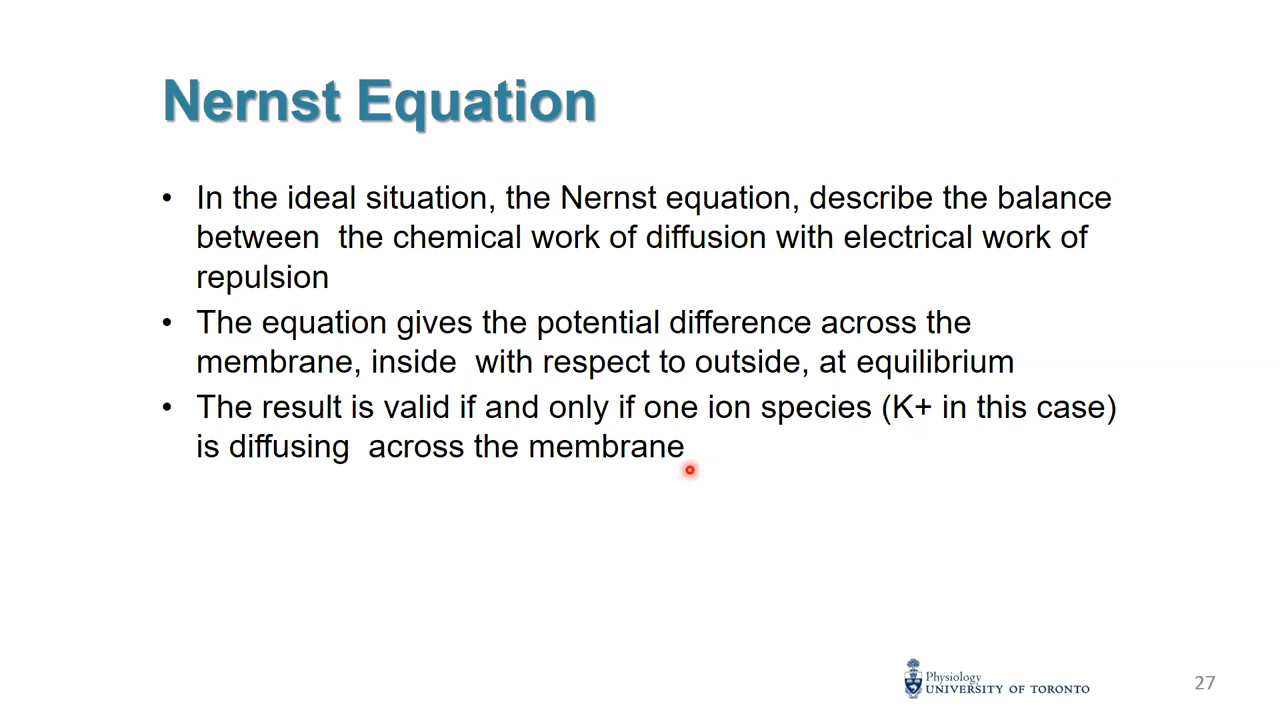 Nernst Equation
• In the ideal situation, the Nernst equation, describe the balance
between  the chemical work of diffusion with electrical work of
repulsion
• The equation gives the potential difference across the
membrane, inside  with respect to outside, at equilibrium
• The result is valid if and only if one ion species (K+ in this case)
is diffusing  across the membrane
Physiology
UNIVERSITY OF TORONTO
27